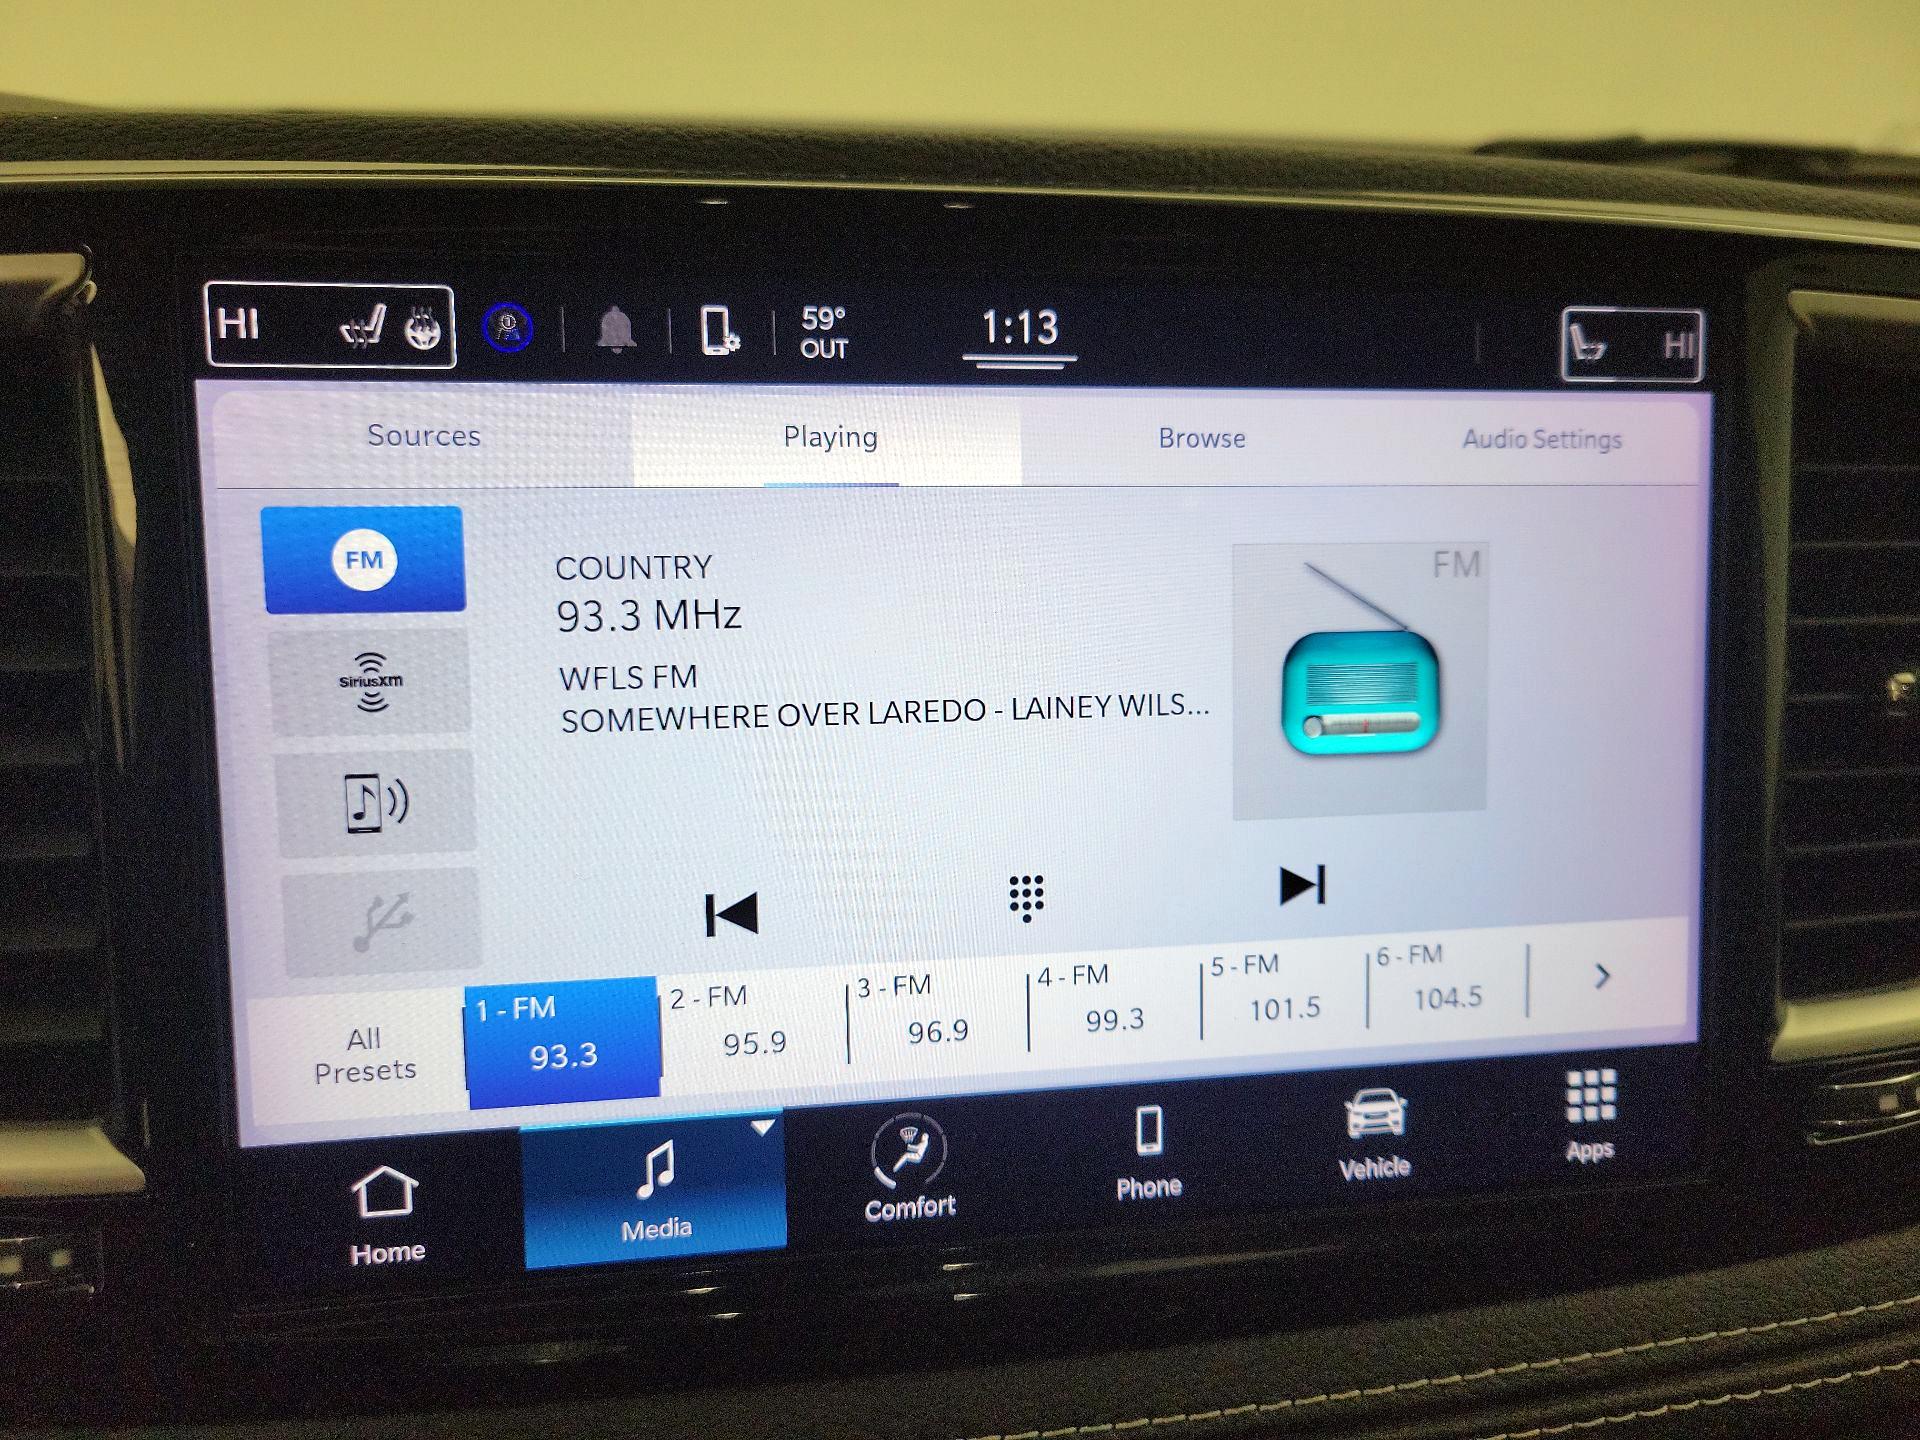 HI
59°
OUT
1:13
HI
Sources
Playing
Browse
Audio Settings
FM
SiriusXM
COUNTRY
93.3 MHz
WFLS FM
SOMEWHERE OVER LAREDO - LAINEY WILS...
FM
All
Presets
1 - FM
93.3
2 - FM
95.9
3 - FM
96.9
4 - FM
99.3
5 - FM
101.5
6 - FM
104.5
Home
Media
Comfort
Phone
Vehicle
Apps